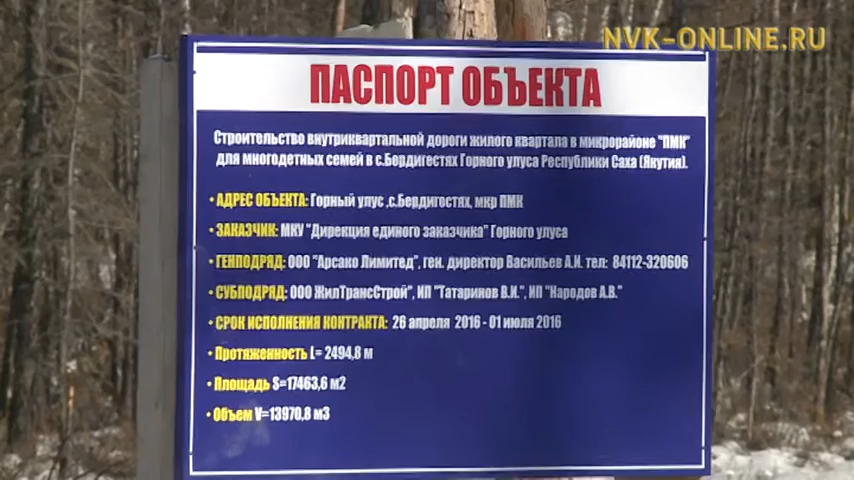 NVK-ONLINE.RU
ПАСПОРТ ОБЪЕКТА
Строительство внутриквартальной дороги жилого квартала в микрорайоне "ПМК"
для многодетных семей в с.Бердигестях Горного улуса Республики Саха (Якутия).
• АДРЕС ОБЪЕКТА: Горный улус ,с.Бердигостях, мкр ПМК
• ЗАКАЗЧИК: МКУ "Дирекция единого заказчика" Горного улуса
• ГЕНПОДРЯД: ООО "Арсако Лимитед", ген. директор Васильев А.И. тел: 84112-320606
• СУБПОДРЯД: ООО ЖилТрансСтрой", ИП "Татаринов В.И.", ИП "Народов А.В."
• СРОК ИСПОЛНЕНИЯ КОНТРАКТА: 26 апреля 2016 - 01 июля 2016
• Протяженность L= 2494,8 м
• Площадь S=17463,6 м2
• Объем V=13970,8 м3